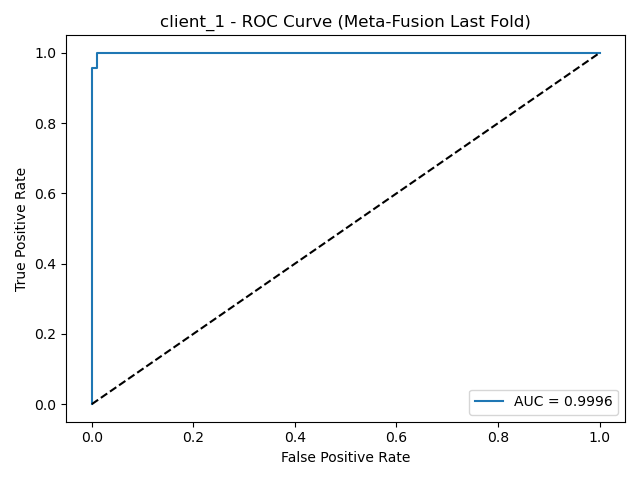 client_1 - ROC Curve (Meta-Fusion Last Fold)
True Positive Rate
1.0
0.8
0.6
0.4
0.2
0.0
AUC = 0.9996
0.0 0.2 0.4 0.6 0.8 1.0
False Positive Rate